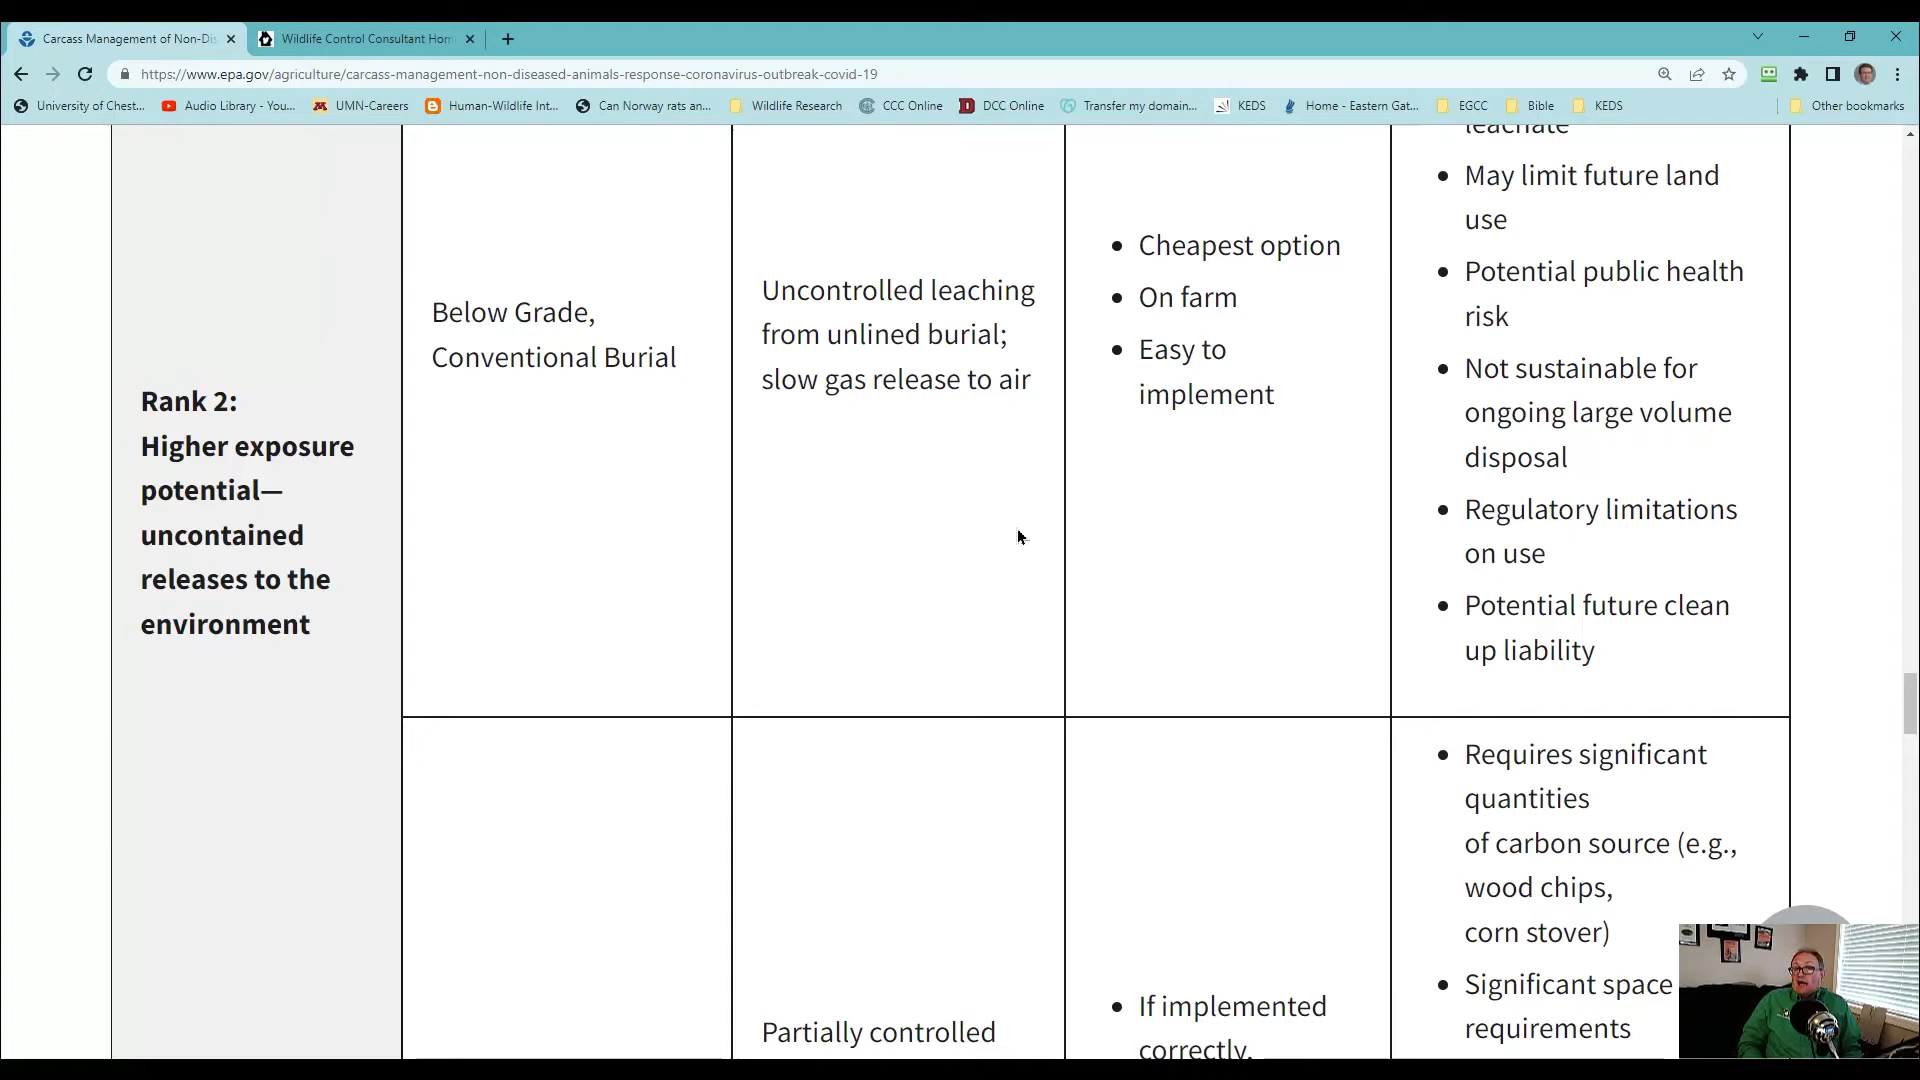 Carcass Management of Non-Dis
Wildlife Control Consultant Hom
https://www.epa.gov/agriculture/carcass-management-non-diseased-animals-response-coronavirus-outbreak-covid-19
University of Chest...
Audio Library - You...
UMN-Careers
Human-Wildlife Int...
Can Norway rats an...
Wildlife Research
CCC Online
DCC Online
Transfer my domain...
KEDS
Home - Eastern Gat...
EGCC
Bible
KEDS
Other bookmarks
Rank 2:
Higher exposure
potential—
uncontained
releases to the
environment
Below Grade,
Conventional Burial
Uncontrolled leaching
from unlined burial;
slow gas release to air
• Cheapest option
• On farm
• Easy to
implement
leachate
• May limit future land
use
• Potential public health
risk
• Not sustainable for
ongoing large volume
disposal
• Regulatory limitations
on use
• Potential future clean
up liability
Partially controlled
• If implemented
correctly,
• Requires significant
quantities
of carbon source (e.g.,
wood chips,
corn stover)
• Significant space
requirements